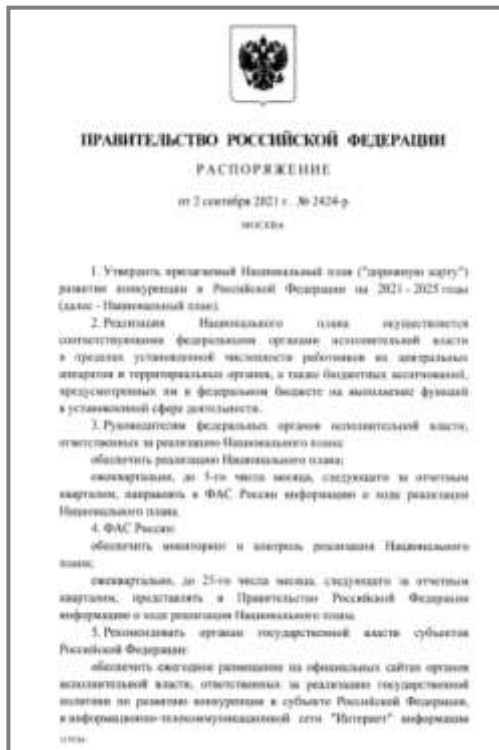 ПРАВИТЕЛЬСТВО РОССИЙСКОЙ ФЕДЕРАЦИИ
РАСПОРЯЖЕНИЕ
от 2 сентября 2021 г. № 2424-р
МОСКВА
1. Утвердить прилагаемый Национальный план ("дорожную карту")
развития конкуренции в Российской Федерации на 2021 - 2025 годы
(далее - Национальный план).
2. Реализация Национального плана осуществляется
соответствующими федеральными органами исполнительной власти
в пределах установленной численности работников их центральных
аппаратов и территориальных органов, а также бюджетных ассигнований,
предусмотренных им в федеральном бюджете на выполнение функций
в установленной сфере деятельности.
3. Руководителям федеральных органов исполнительной власти,
ответственных за реализацию Национального плана:
обеспечить реализацию Национального плана;
ежеквартально, до 5-го числа месяца, следующего за отчетным
кварталом, направлять в ФАС России информацию о ходе реализации
Национального плана.
4. ФАС России:
обеспечить мониторинг и контроль реализации Национального
плана;
ежеквартально, до 25-го числа месяца, следующего за отчетным
кварталом, представлять в Правительство Российской Федерации
информацию о ходе реализации Национального плана.
5. Рекомендовать органам государственной власти субъектов
Российской Федерации:
обеспечить ежегодное размещение на официальных сайтах органов
исполнительной власти, ответственных за реализацию государственной
политики по развитию конкуренции в субъекте Российской Федерации,
в информационно-телекоммуникационной сети "Интернет" информации